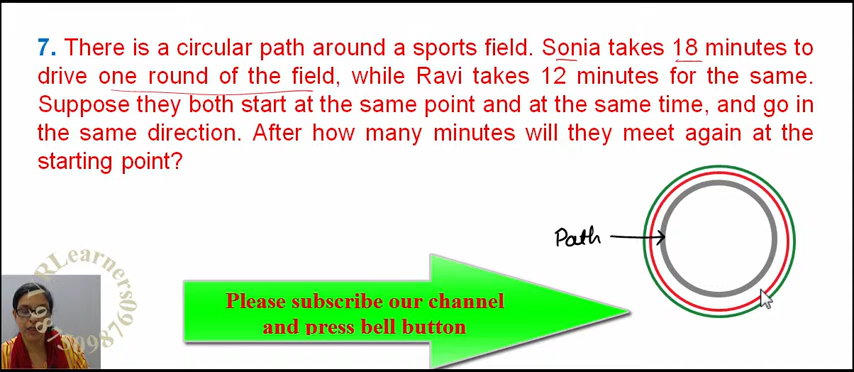 7. There is a circular path around a sports field. Sonia takes 18 minutes to
drive one round of the field, while Ravi takes 12 minutes for the same.
Suppose they both start at the same point and at the same time, and go in
the same direction. After how many minutes will they meet again at the
starting point?
Path
Please subscribe our channel
and press bell button